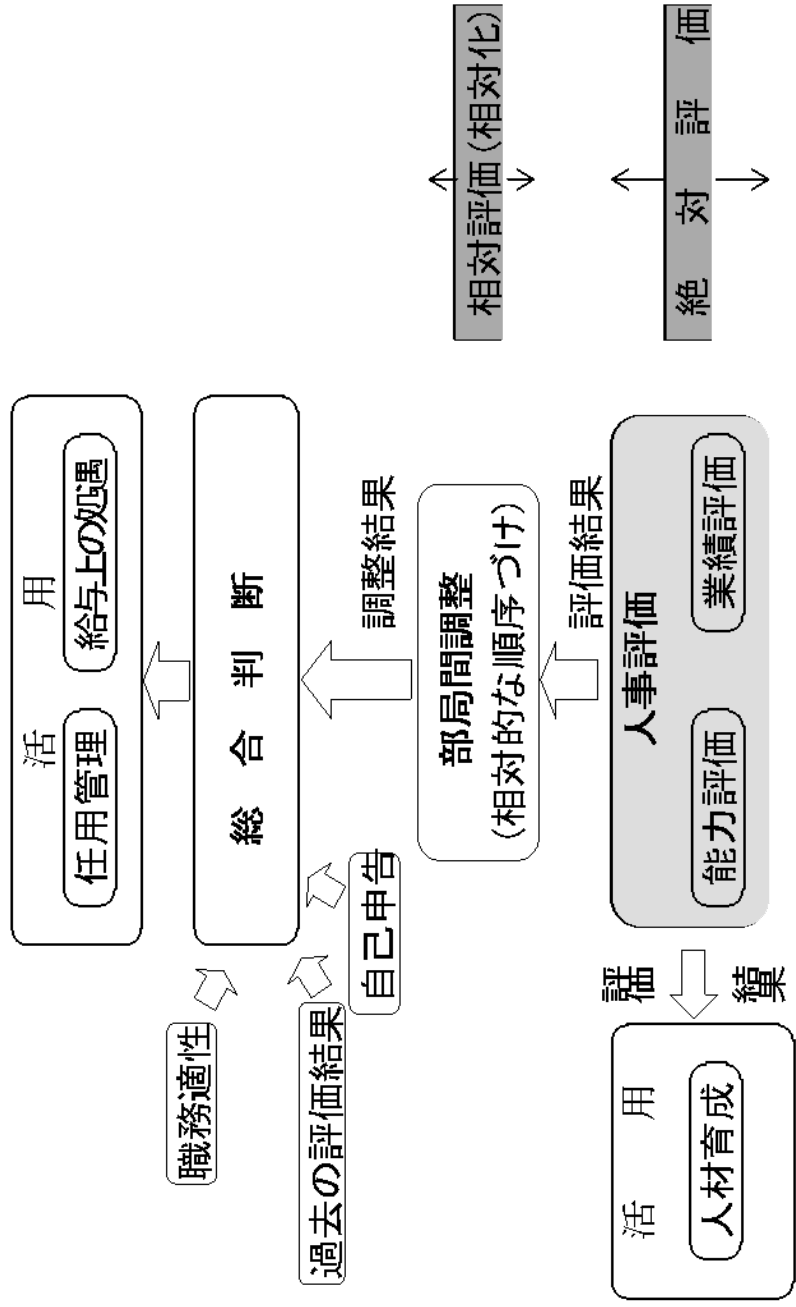 活用
任用管理
給与上の処遇
総合判断
職務適性
過去の評価結果
自己申告
調整結果
部局間調整
(相対的な順序づけ)
相対評価(相対化)
評価結果
人事評価
能力評価
業績評価
絶対評価
評価
結果
活用
人材育成